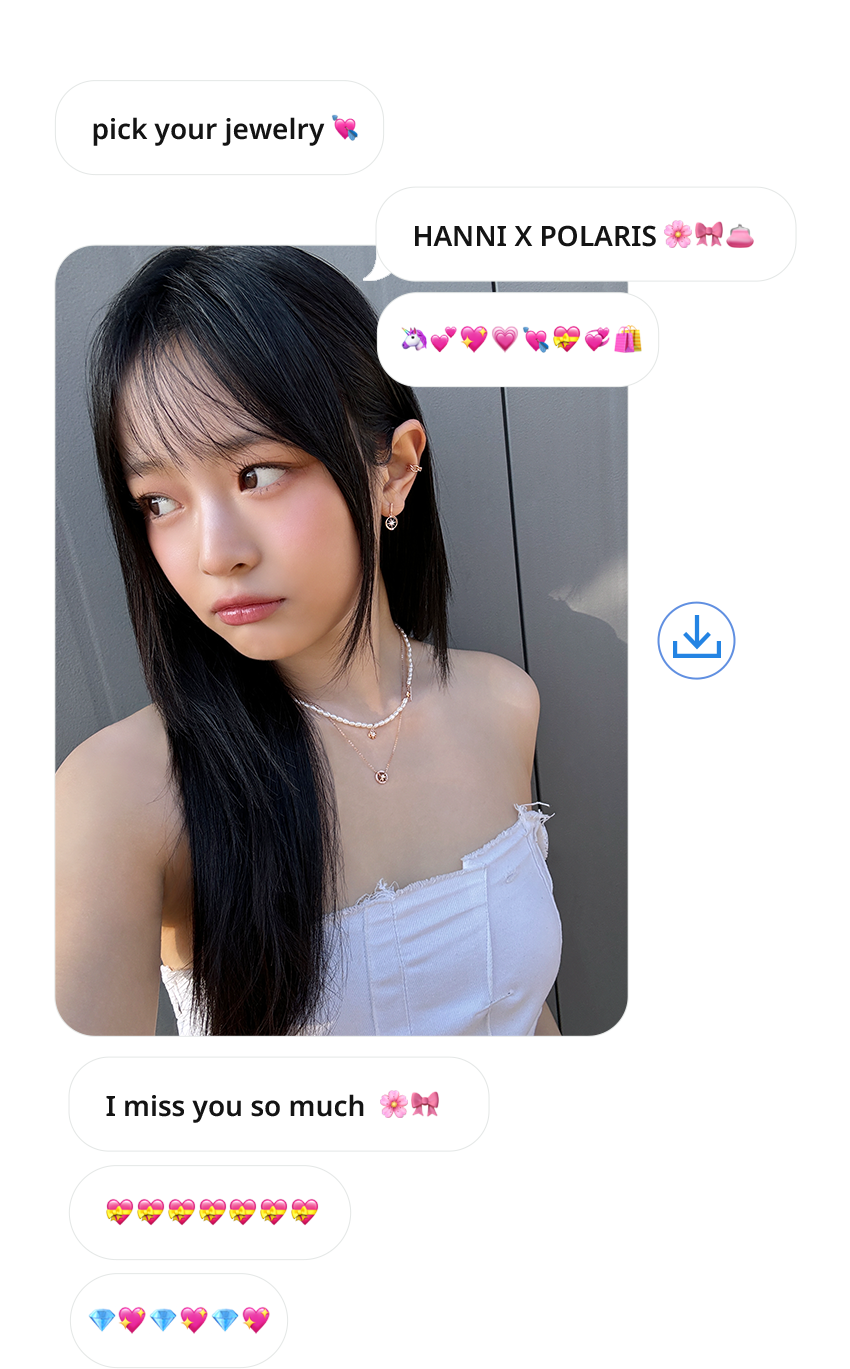 pick your jewelry 💘
HANNI X POLARIS 🌸🎀👛
🦄💕💖💗💘💝💞🛍️
I miss you so much 🌸🎀
💝💝💝💝💝💝💝
💎💖💎💖💎💖